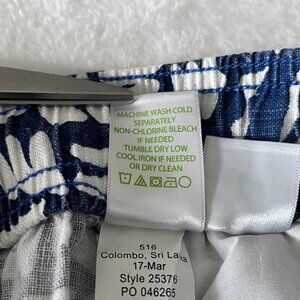 MACHINE WASH COLD
SEPARATELY
NON-CHLORINE BLEACH
IF NEEDED
TUMBLE DRY LOW
COOL IRON IF NEEDED
OR DRY CLEAN
516
Colombo, Sri La
17-Mar
Style 25376
PO 046265